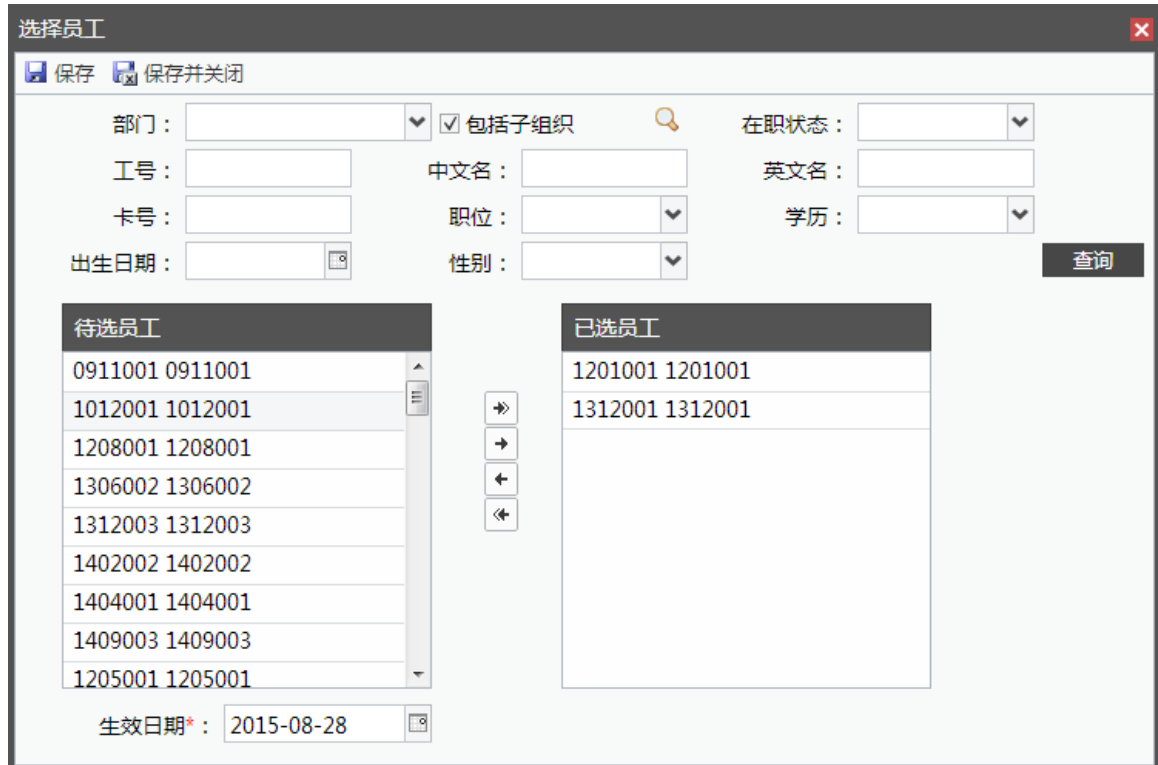 选择员工
保存 保存并关闭
部门： 包括子组织 在职状态：
工号： 中文名： 英文名：
卡号： 职位： 学历：
出生日期： 性别： 查询
待选员工 已选员工
0911001 0911001 1201001 1201001
1012001 1012001 1312001 1312001
1208001 1208001
1306002 1306002
1312003 1312003
1402002 1402002
1404001 1404001
1409003 1409003
1205001 1205001
生效日期*： 2015-08-28